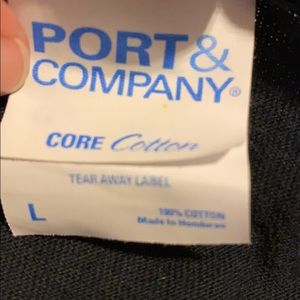 PORT&
COMPANY®
CORE Cotton
TEAR AWAY LABEL
L
100% COTTON
Made in Honduras